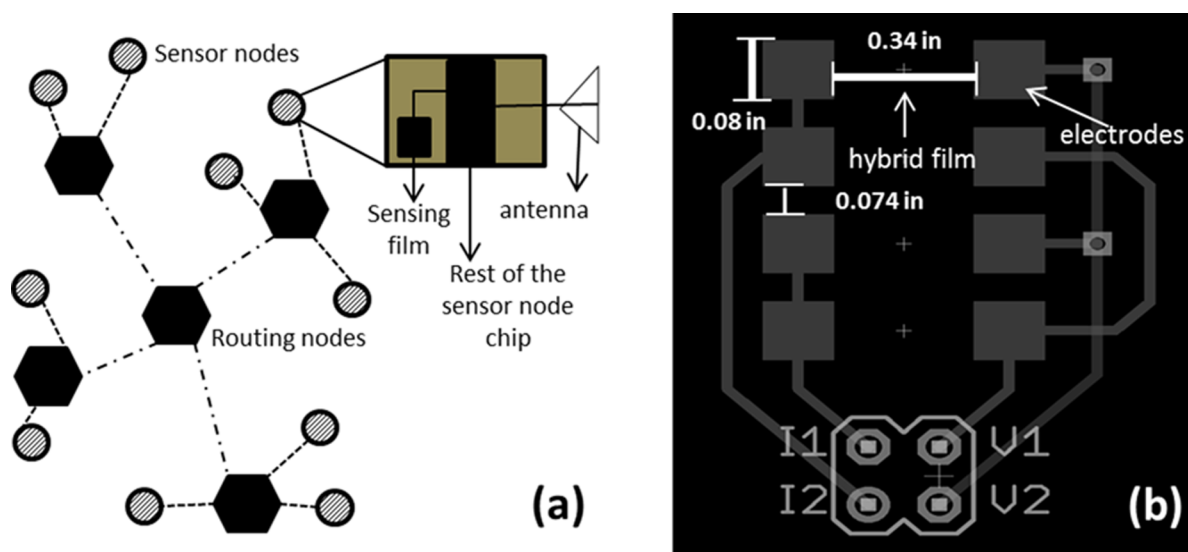 Sensor nodes
Sensing
film
antenna
Rest of the
sensor node
chip
Routing nodes
(a)
0.34 in
0.08 in
electrodes
hybrid film
0.074 in
I1
V1
I2
V2
(b)